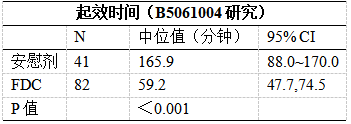 起效时间（B5061004 研究）
N 中位值（分钟） 95% CI
安慰剂 41 165.9 88.0~170.0
FDC 82 59.2 47.7,74.5
P 值 ＜0.001